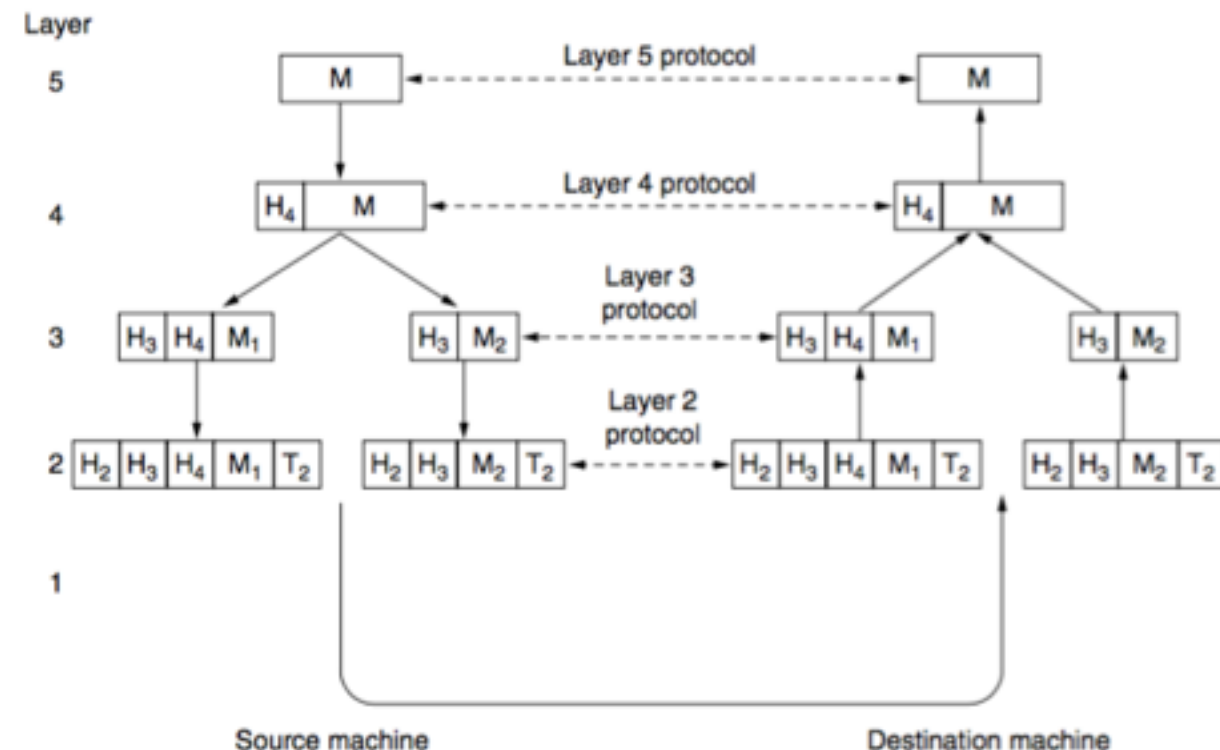 Layer
5
M
Layer 5 protocol
M
4
H₄ M
Layer 4 protocol
H₄ M
3
H₃ H₄ M₁
H₃ M₂
Layer 3
protocol
H₃ H₄ M₁
H₃ M₂
2
H₂ H₃ H₄ M₁ T₂
H₂ H₃ M₂ T₂
Layer 2
protocol
H₂ H₃ H₄ M₁ T₂
H₂ H₃ M₂ T₂
1
Source machine
Destination machine